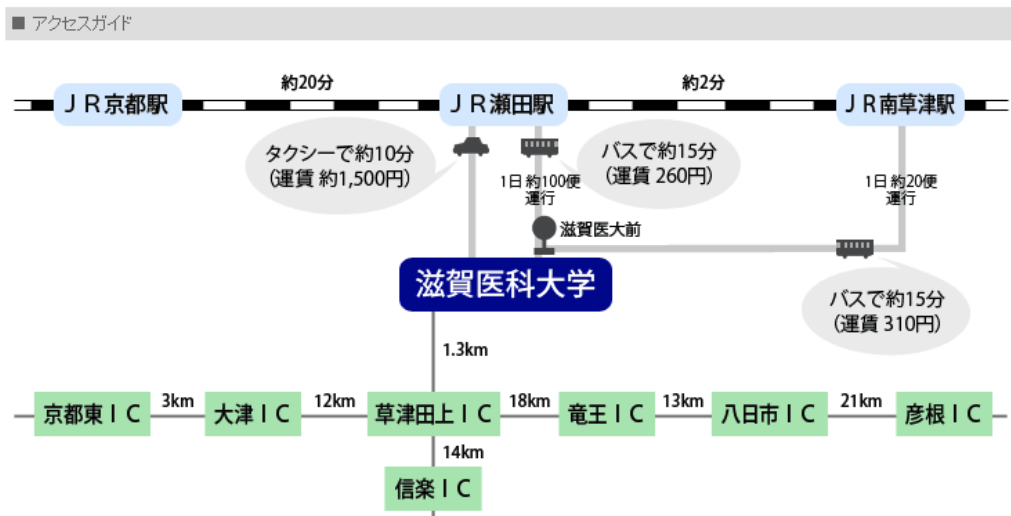 ■ アクセスガイド
約20分
約2分
ＪＲ京都駅
ＪＲ瀬田駅
ＪＲ南草津駅
タクシーで約10分
（運賃 約1,500円）
1日 約100便
運行
バスで約15分
（運賃 260円）
1日 約20便
運行
滋賀医大前
滋賀医科大学
バスで約15分
（運賃 310円）
1.3km
京都東ＩＣ
3km
大津ＩＣ
12km
草津田上ＩＣ
18km
竜王ＩＣ
13km
八日市ＩＣ
21km
彦根ＩＣ
14km
信楽ＩＣ